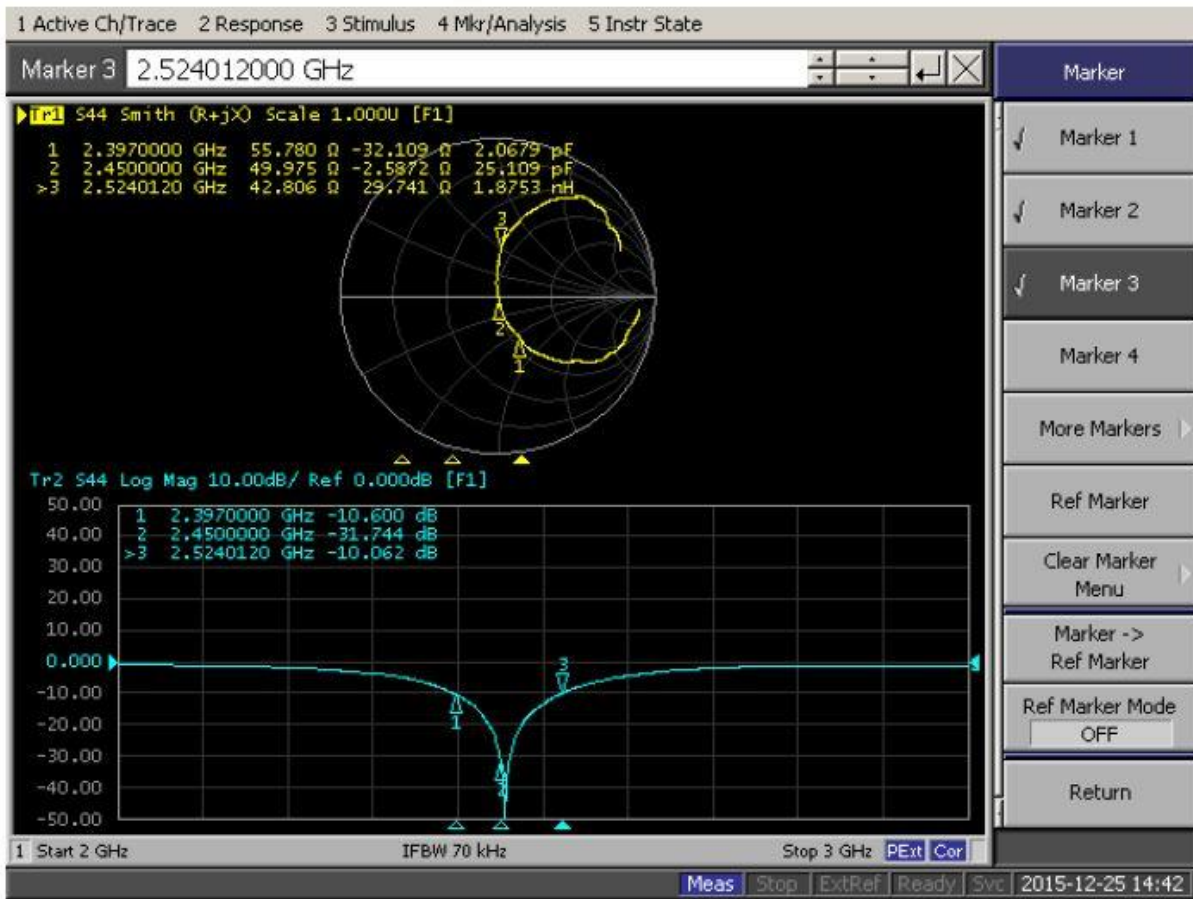 1 Active Ch/Trace 2 Response 3 Stimulus 4 Mkr/Analysis 5 Instr State
Marker 3 2.524012000 GHz
Tr1 S44 Smith (R+jX) Scale 1.000U [F1]
1 2.3970000 GHz 55.780 Ω -32.109 Ω 2.0679 pF
2 2.4500000 GHz 49.975 Ω -2.5872 Ω 25.109 pF
>3 2.5240120 GHz 42.806 Ω 29.741 Ω 1.8753 nH
3
2
1
Tr2 S44 Log Mag 10.00dB/ Ref 0.000dB [F1]
50.00
40.00
30.00
20.00
10.00
0.000
-10.00
-20.00
-30.00
-40.00
-50.00
1 2.3970000 GHz -10.600 dB
2 2.4500000 GHz -31.744 dB
>3 2.5240120 GHz -10.062 dB
3
1
2
1 Start 2 GHz IFBW 70 kHz Stop 3 GHz PExt Cor
Meas Stop ExtRef Ready Svc 2015-12-25 14:42
Marker
Marker 1
Marker 2
Marker 3
Marker 4
More Markers
Ref Marker
Clear Marker
Menu
Marker ->
Ref Marker
Ref Marker Mode
OFF
Return